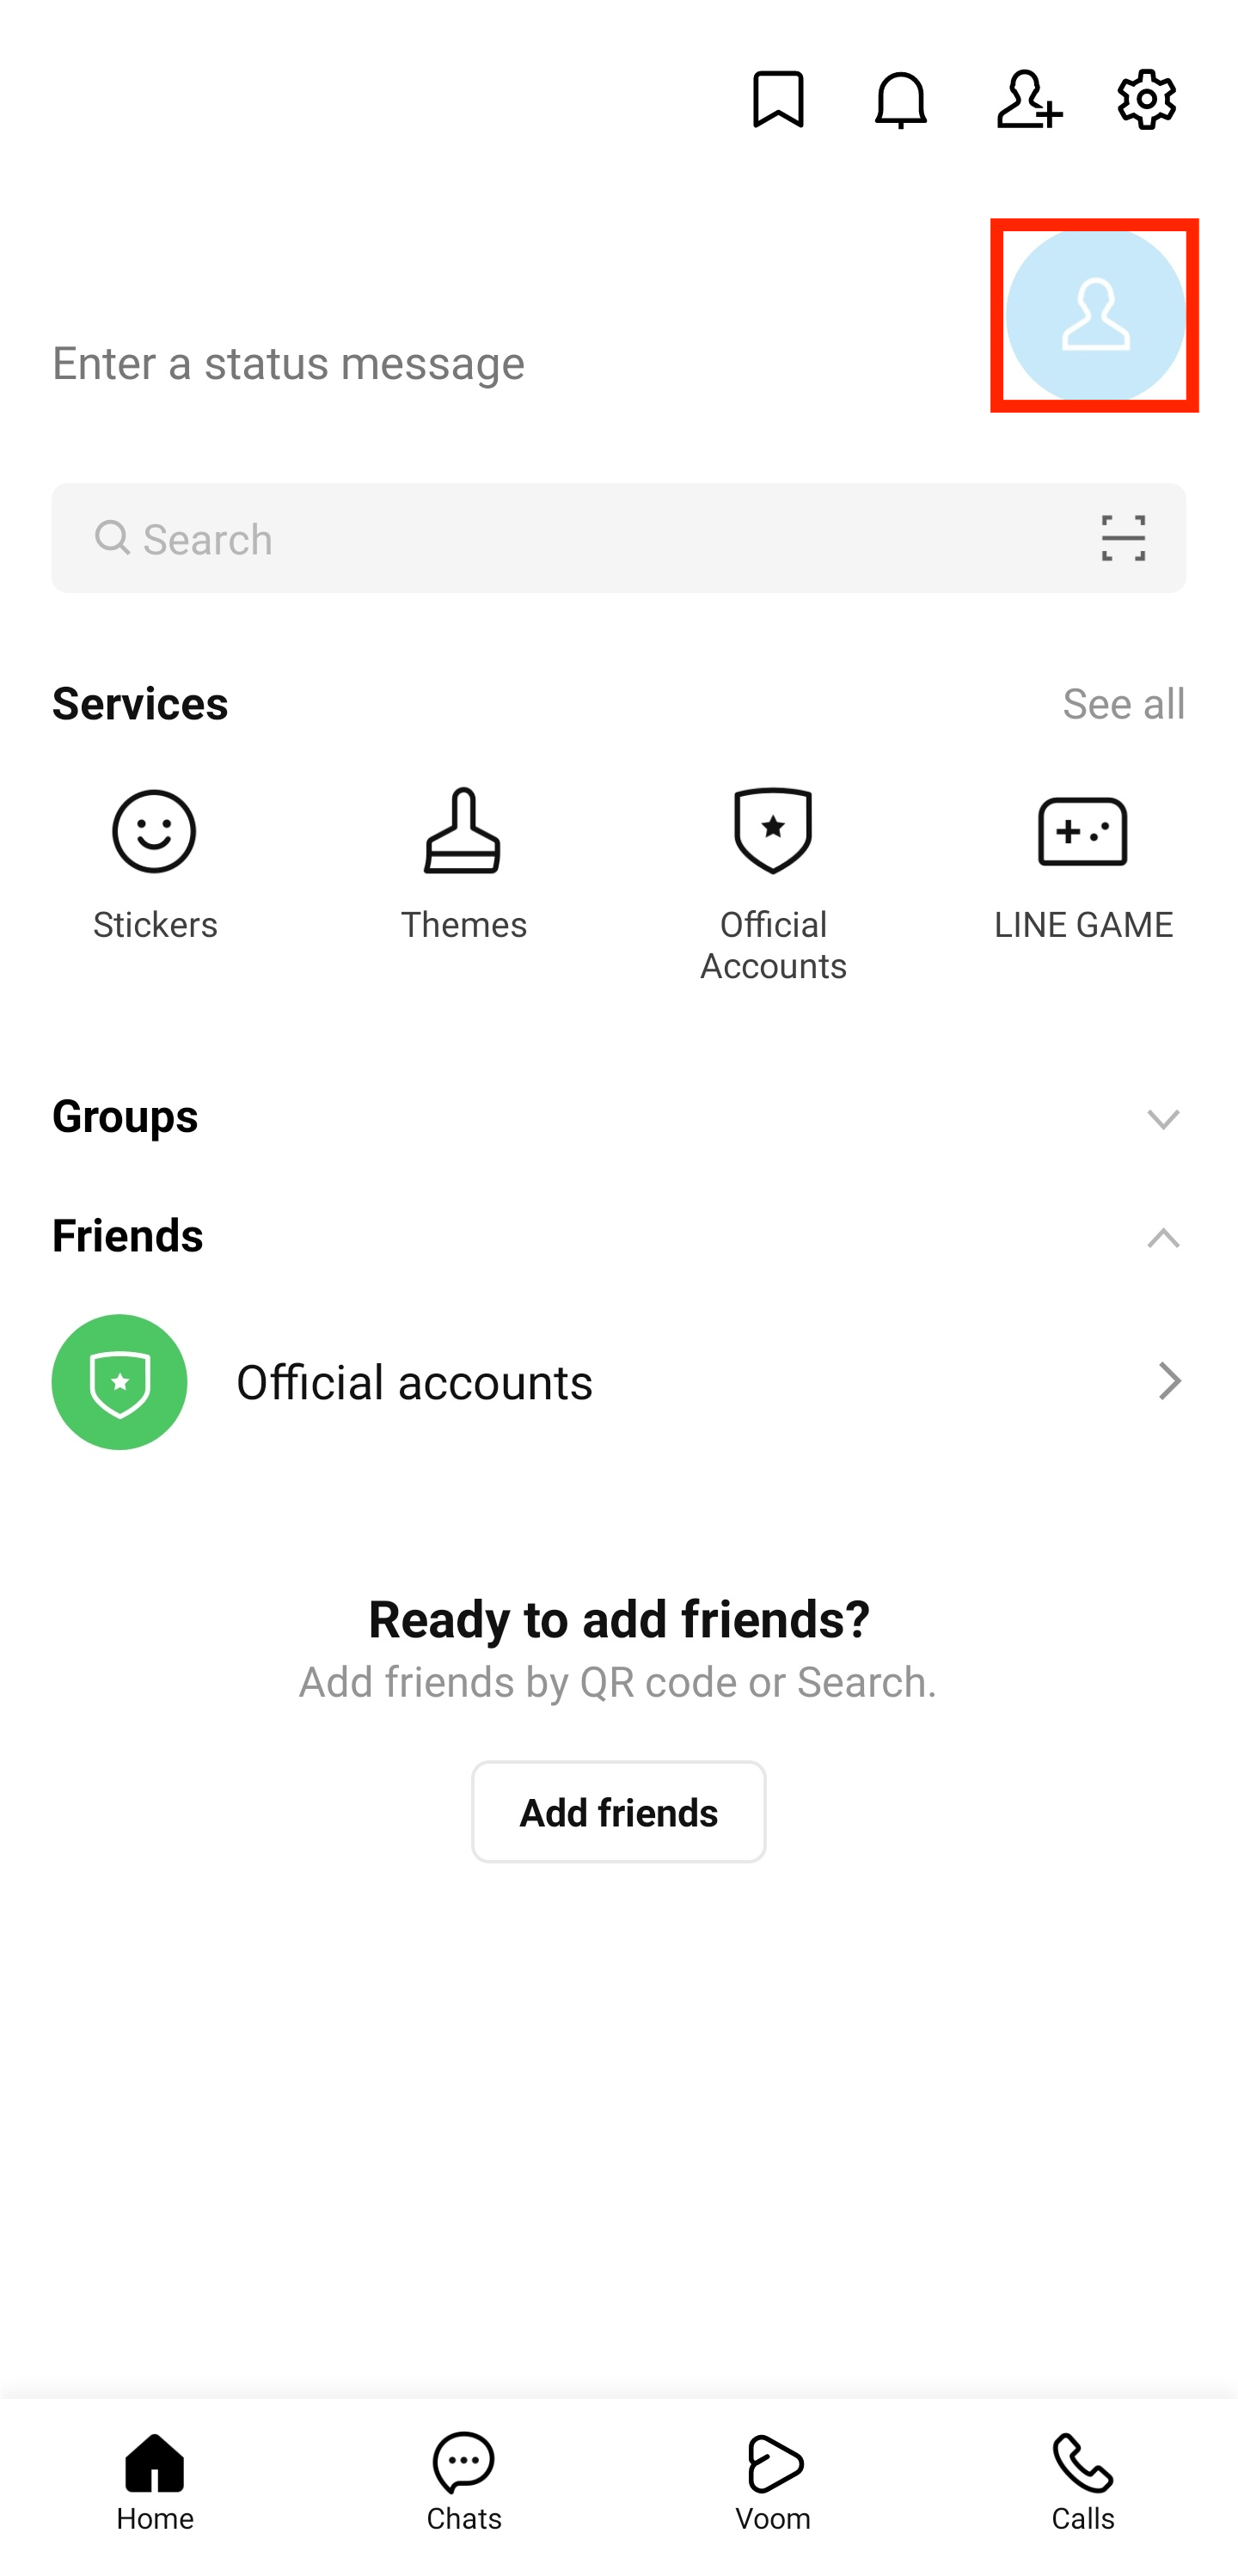 Enter a status message
Search
Services
See all
Stickers
Themes
Official
Accounts
LINE GAME
Groups
Friends
Official accounts
Ready to add friends?
Add friends by QR code or Search.
Add friends
Home
Chats
Voom
Calls